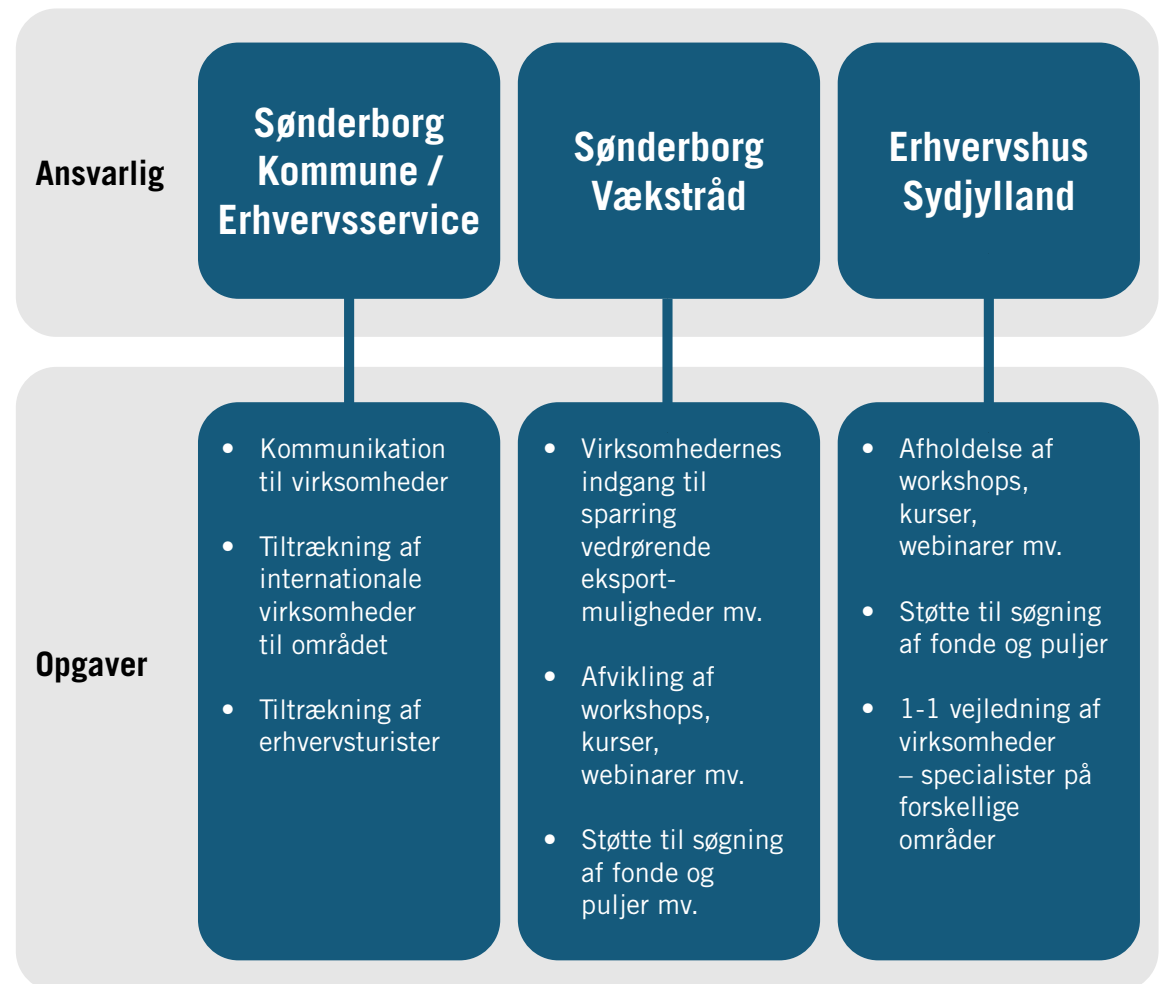 Ansvarlig
Sønderborg
Kommune /
Erhvervsservice
Sønderborg
Vækstråd
Erhvervshus
Sydjylland
Opgaver
• Kommunikation
til virksomheder
• Tiltrækning af
internationale
virksomheder
til området
• Tiltrækning af
erhvervsturister
• Virksomhedernes
indgang til
sparring
vedrørende
eksport-
muligheder mv.
• Afvikling af
workshops,
kurser,
webinarer mv.
• Støtte til søgning
af fonde og
puljer mv.
• Afholdelse af
workshops,
kurser,
webinarer mv.
• Støtte til søgning
af fonde og puljer
• 1-1 vejledning af
virksomheder
– specialister på
forskellige
områder